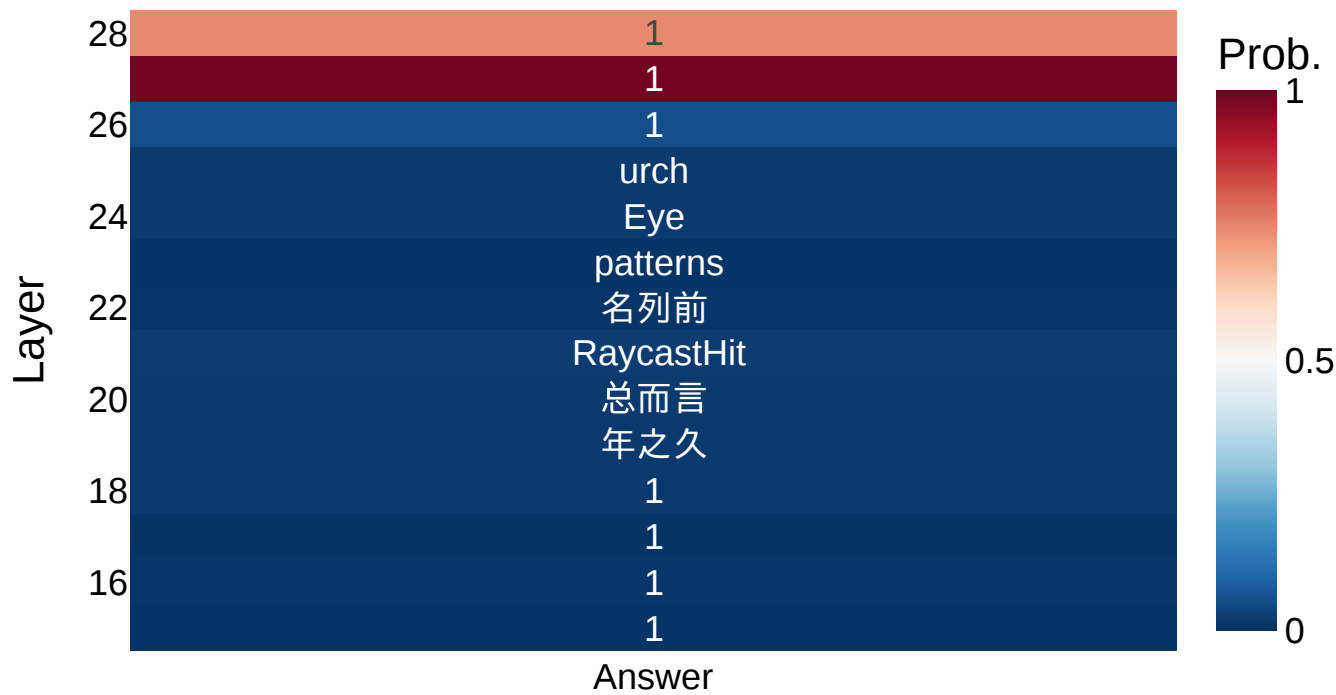 Prob.
28 1
1
1
26 1
urch
24 Eye
patterns
22 名列前
RaycastHit
20 总而言
年之久
18 1
1
16 1
1
Layer
Answer
0.5
0